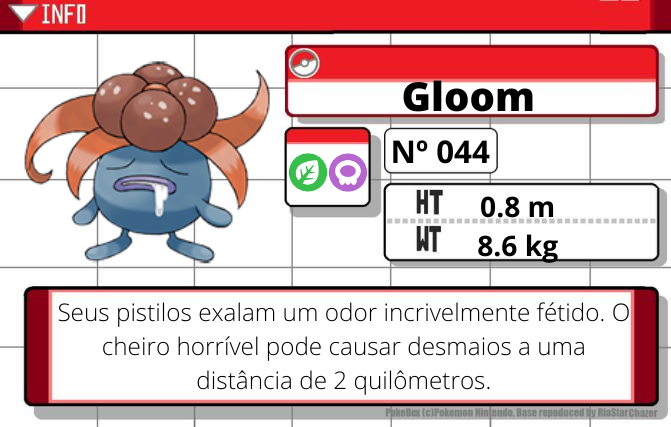 INFO
Gloom
Nº 044
HT 0.8 m
WT 8.6 kg
Seus pistilos exalam um odor incrivelmente fétido. O
cheiro horrível pode causar desmaios a uma
distância de 2 quilômetros.
PokeDex (c)Pokemon Nintendo. Base repoduced by RiaStarChazer